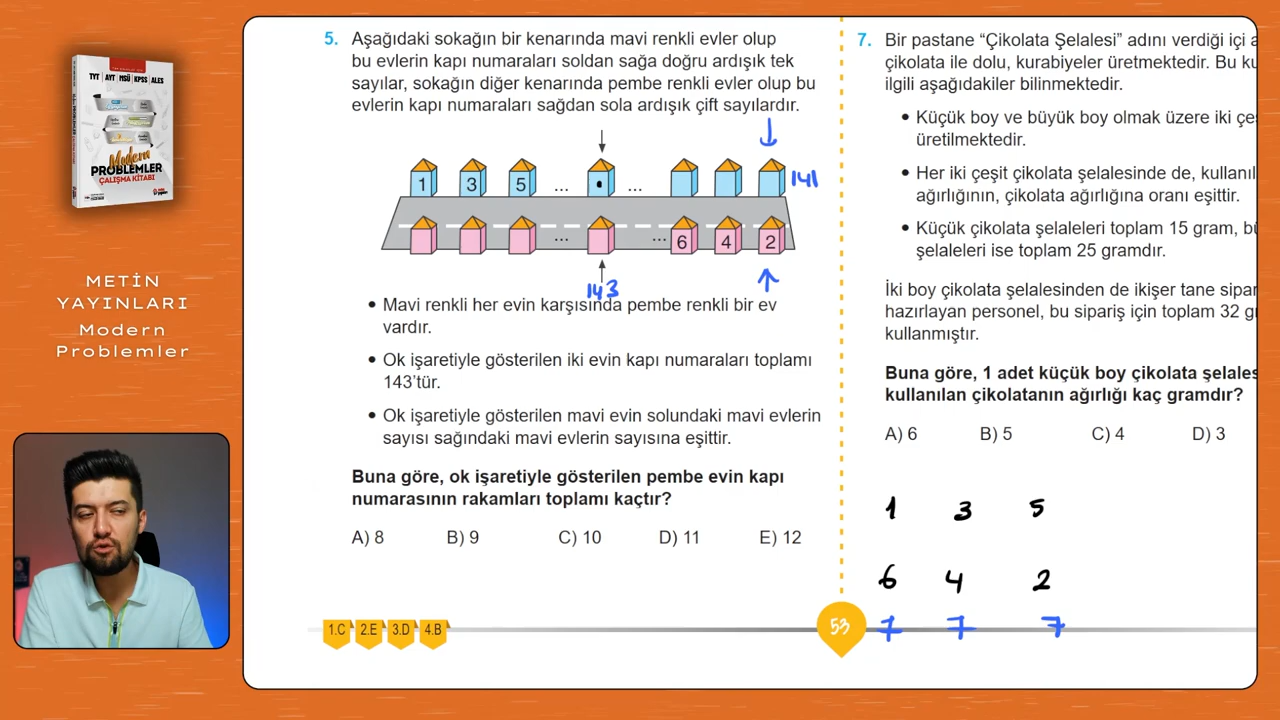 TYT | AYT | MSÜ | KPSS | ALES
Modern
PROBLEMLER
ÇALIŞMA KİTABI
METİN
YAYINLARI
Modern
Problemler
5. Aşağıdaki sokağın bir kenarında mavi renkli evler olup
bu evlerin kapı numaraları soldan sağa doğru ardışık tek
sayılar, sokağın diğer kenarında pembe renkli evler olup bu
evlerin kapı numaraları sağdan sola ardışık çift sayılardır.
1 3 5 ... ... 141
... ... 6 4 2
143
• Mavi renkli her evin karşısında pembe renkli bir ev
vardır.
• Ok işaretiyle gösterilen iki evin kapı numaraları toplamı
143'tür.
• Ok işaretiyle gösterilen mavi evin solundaki mavi evlerin
sayısı sağındaki mavi evlerin sayısına eşittir.
Buna göre, ok işaretiyle gösterilen pembe evin kapı
numarasının rakamları toplamı kaçtır?
A) 8 B) 9 C) 10 D) 11 E) 12
1.C 2.E 3.D 4.B
53
7. Bir pastane “Çikolata Şelalesi” adını verdiği içi
çikolata ile dolu, kurabiyeler üretmektedir. Bu ku
ilgili aşağıdakiler bilinmektedir.
• Küçük boy ve büyük boy olmak üzere iki çe
üretilmektedir.
• Her iki çeşit çikolata şelalesinde de, kullanıl
ağırlığının, çikolata ağırlığına oranı eşittir.
• Küçük çikolata şelaleleri toplam 15 gram, bü
şelaleleri ise toplam 25 gramdır.
İki boy çikolata şelalesinden de ikişer tane sipar
hazırlayan personel, bu sipariş için toplam 32 g
kullanmıştır.
Buna göre, 1 adet küçük boy çikolata şelales
kullanılan çikolatanın ağırlığı kaç gramdır?
A) 6 B) 5 C) 4 D) 3
1 3 5
6 4 2
7 7 7